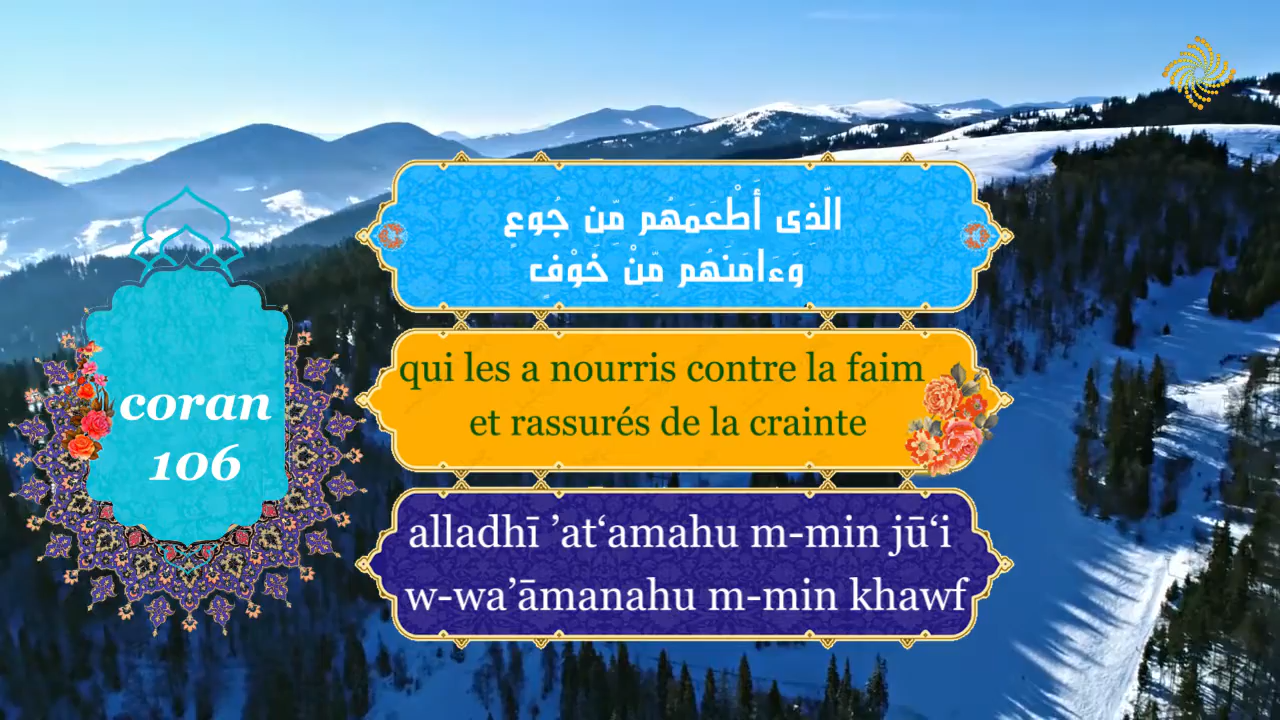 coran
106
الَّذِى أَطْعَمَهُم مِّن جُوعٍ
وَءَامَنَهُم مِّنْ خَوْفٍ
qui les a nourris contre la faim
et rassurés de la crainte
alladhī ’at‘amahu m-min jū‘i
w-wa’āmanahu m-min khawf